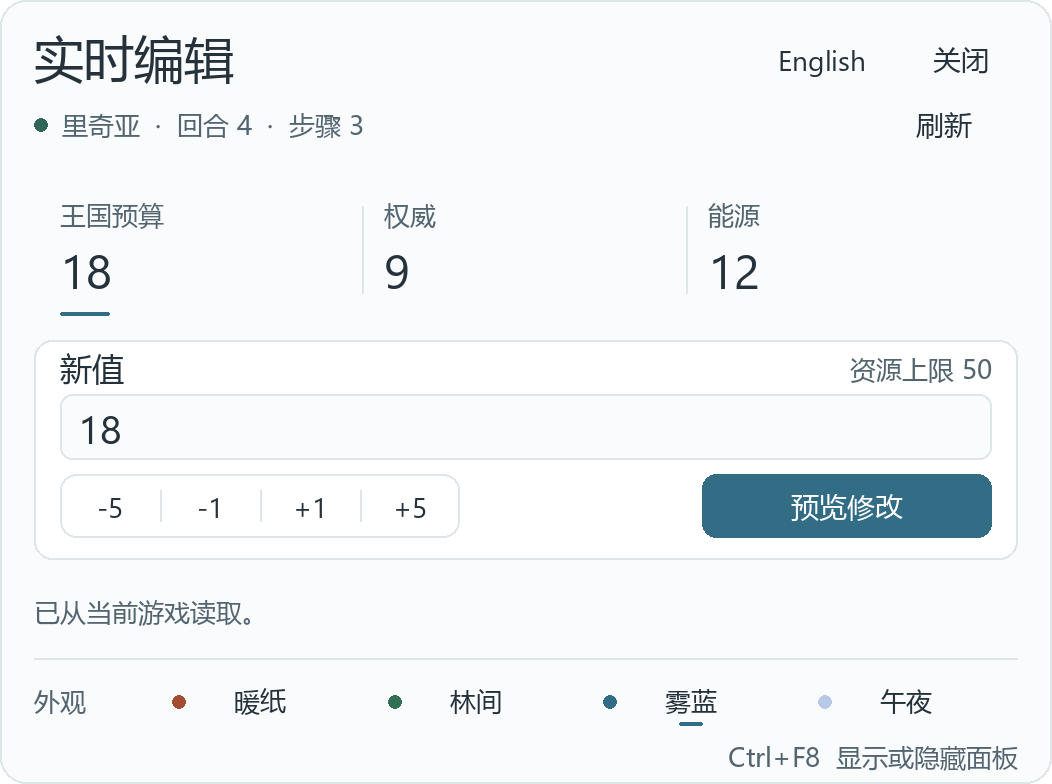 实时编辑 English 关闭
里奇亚 · 回合 4 · 步骤 3 刷新
王国预算 权威 能源
18 9 12
新值 资源上限 50
18
-5 -1 +1 +5 预览修改
已从当前游戏读取。
外观 暖纸 林间 雾蓝 午夜
Ctrl+F8 显示或隐藏面板